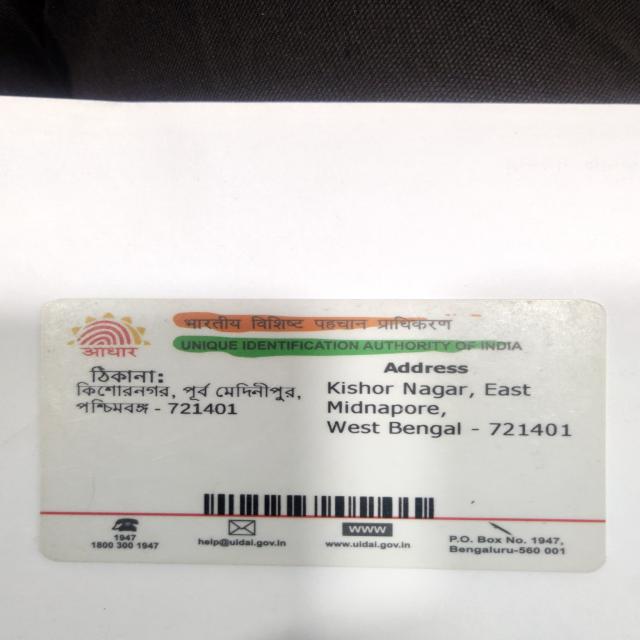 भारतीय विशिष्ट पहचान प्राधिकरण
UNIQUE IDENTIFICATION AUTHORITY OF INDIA
आधार
ঠিকানা:
কিশোরনগর, পূর্ব মেদিনীপুর,
পশ্চিমবঙ্গ - 721401
Address
Kishor Nagar, East
Midnapore,
West Bengal - 721401
1947
1800 300 1947
help@uidai.gov.in
www
www.uidai.gov.in
P.O. Box No. 1947,
Bengaluru-560 001